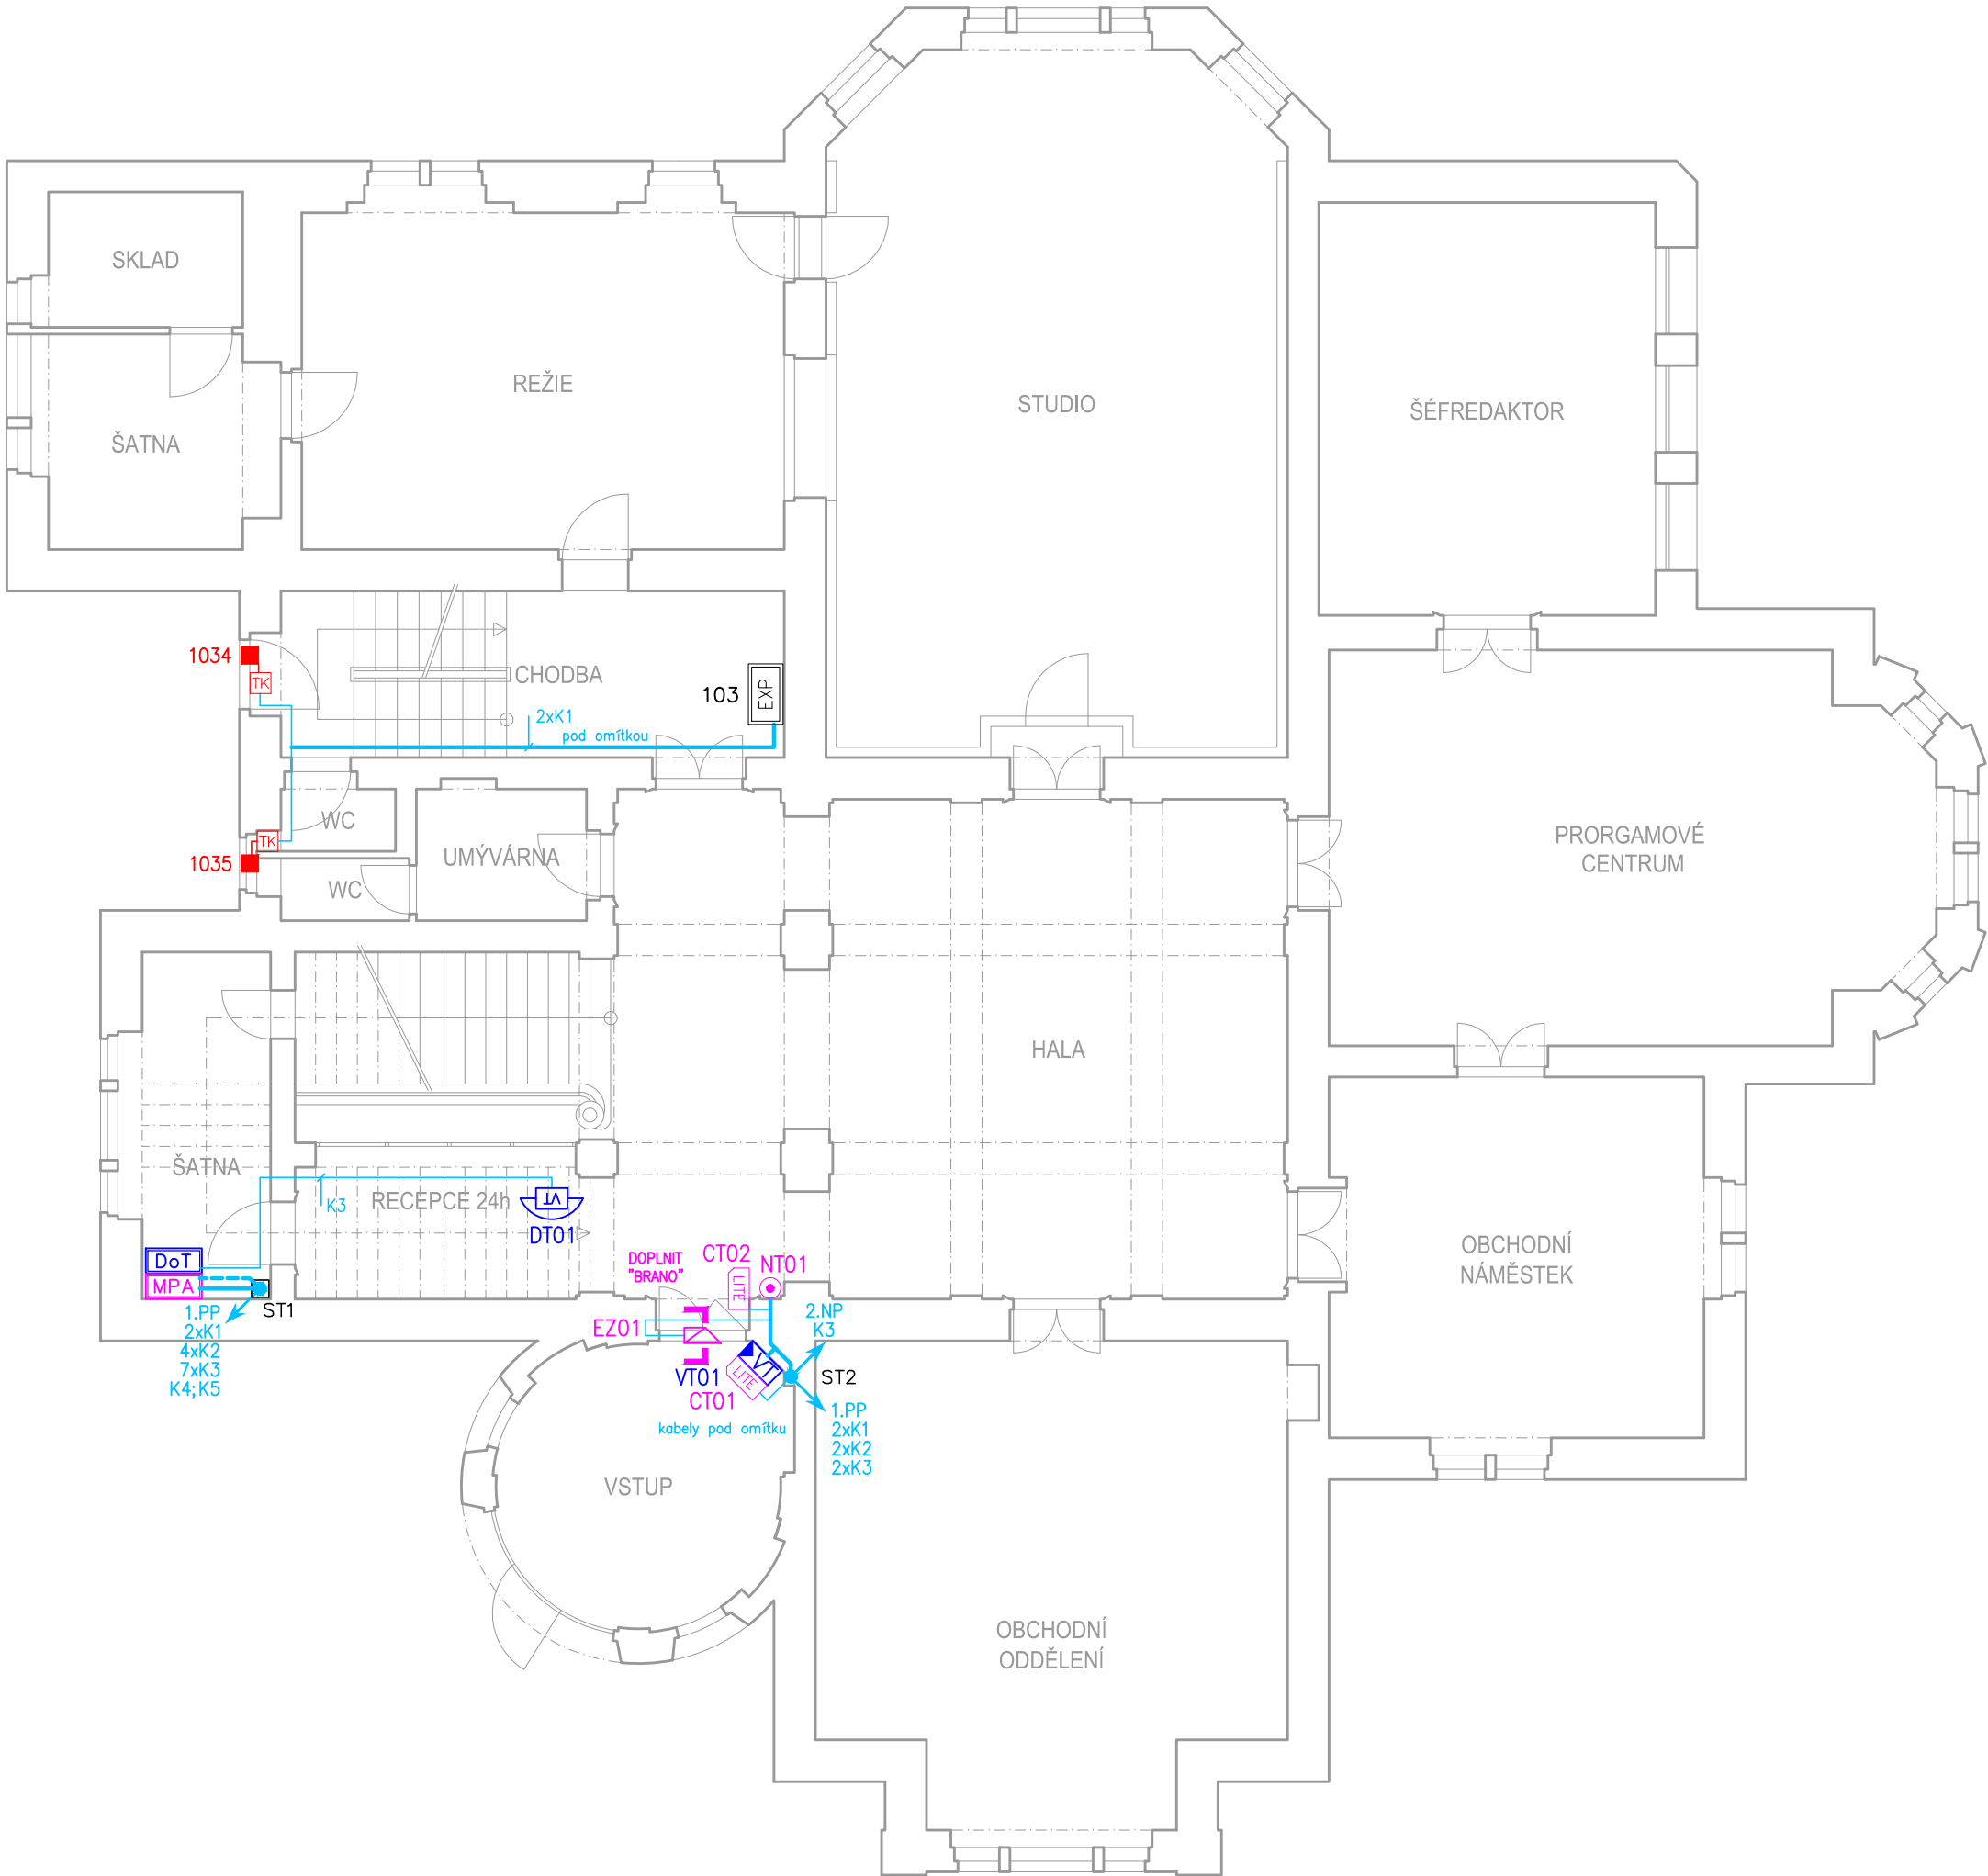 SKLAD
REŽIE
STUDIO
ŠÉFREDAKTOR
ŠATNA
1034
TK
CHODBA
103
EXP
2xK1
pod omítkou
WC
TK
1035
UMÝVÁRNA
WC
PRORGAMOVÉ
CENTRUM
HALA
ŠATNA
K3
RECEPCE 24h
VT
DT01
DoT
MPA
ST1
1.PP
2xK1
4xK2
7xK3
K4;K5
DOPLNIT
"BRANO"
CT02
NT01
LITE
EZ01
2.NP
K3
VT
LITE
VT01
CT01
ST2
kabely pod omítku
1.PP
2xK1
2xK2
2xK3
OBCHODNÍ
NÁMĚSTEK
VSTUP
OBCHODNÍ
ODDĚLENÍ